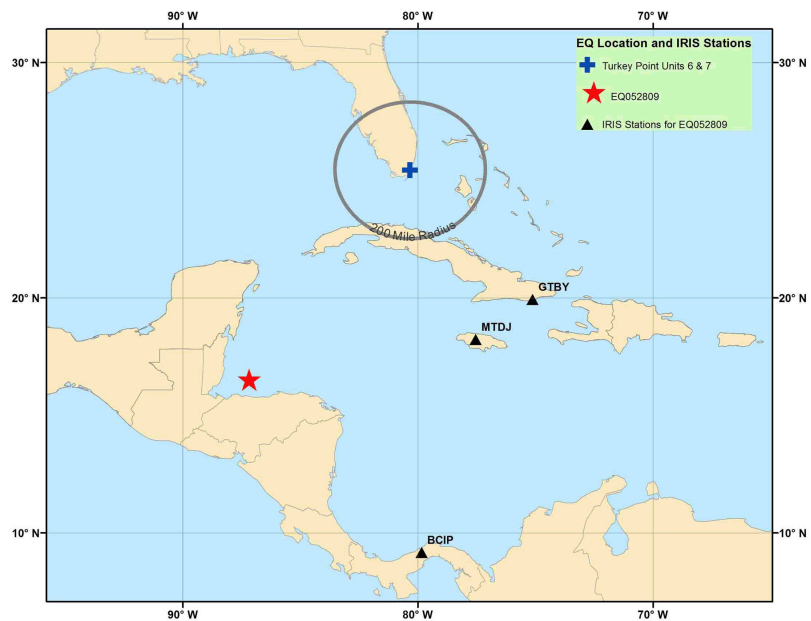 90° W 80° W 70° W
EQ Location and IRIS Stations
Turkey Point Units 6 & 7
EQ052809
IRIS Stations for EQ052809
30° N 30° N
200 Mile Radius
GTBY
20° N 20° N
MTDJ
10° N 10° N
BCIP
90° W 80° W 70° W